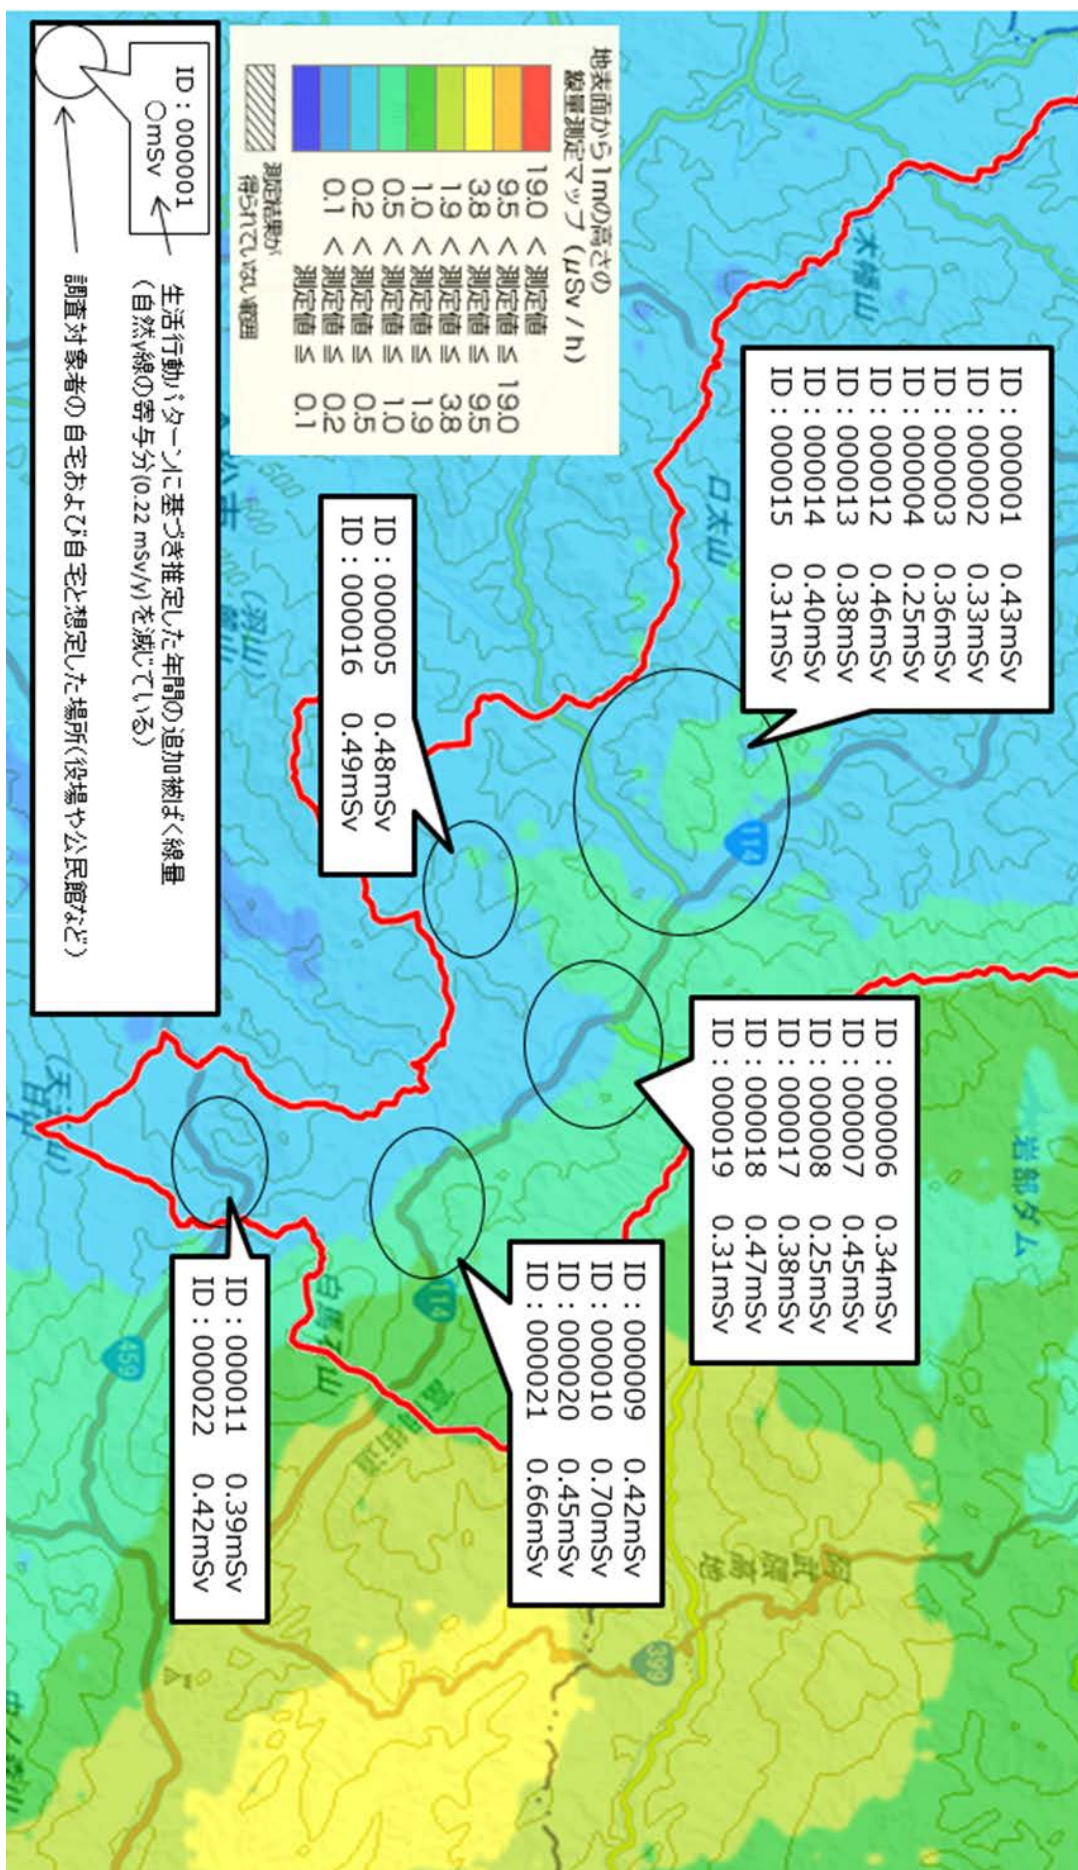 地表面から1mの高さの
線量測定マップ (μSv / h)
19.0 < 測定値
9.5 < 測定値 ≦ 19.0
3.8 < 測定値 ≦ 9.5
1.9 < 測定値 ≦ 3.8
1.0 < 測定値 ≦ 1.9
0.5 < 測定値 ≦ 1.0
0.2 < 測定値 ≦ 0.5
0.1 < 測定値 ≦ 0.2
測定値 ≦ 0.1
測定結果が
得られていない範囲
ID：000001
○mSv
生活行動パターンに基づき推定した年間の追加被ばく線量
(自然γ線の寄与分(0.22 mSv/y)を減じている)
調査対象者の自宅および自宅と想定した場所(役場や公民館など)
ID：000001 0.43mSv
ID：000002 0.33mSv
ID：000003 0.36mSv
ID：000004 0.25mSv
ID：000012 0.46mSv
ID：000013 0.38mSv
ID：000014 0.40mSv
ID：000015 0.31mSv
ID：000005 0.48mSv
ID：000016 0.49mSv
ID：000006 0.34mSv
ID：000007 0.45mSv
ID：000008 0.25mSv
ID：000017 0.38mSv
ID：000018 0.47mSv
ID：000019 0.31mSv
ID：000009 0.42mSv
ID：000010 0.70mSv
ID：000020 0.45mSv
ID：000021 0.66mSv
ID：000011 0.39mSv
ID：000022 0.42mSv
口太山
(羽山)
114
岩部ダム
114
白馬石山
459
399
阿武隈
高地